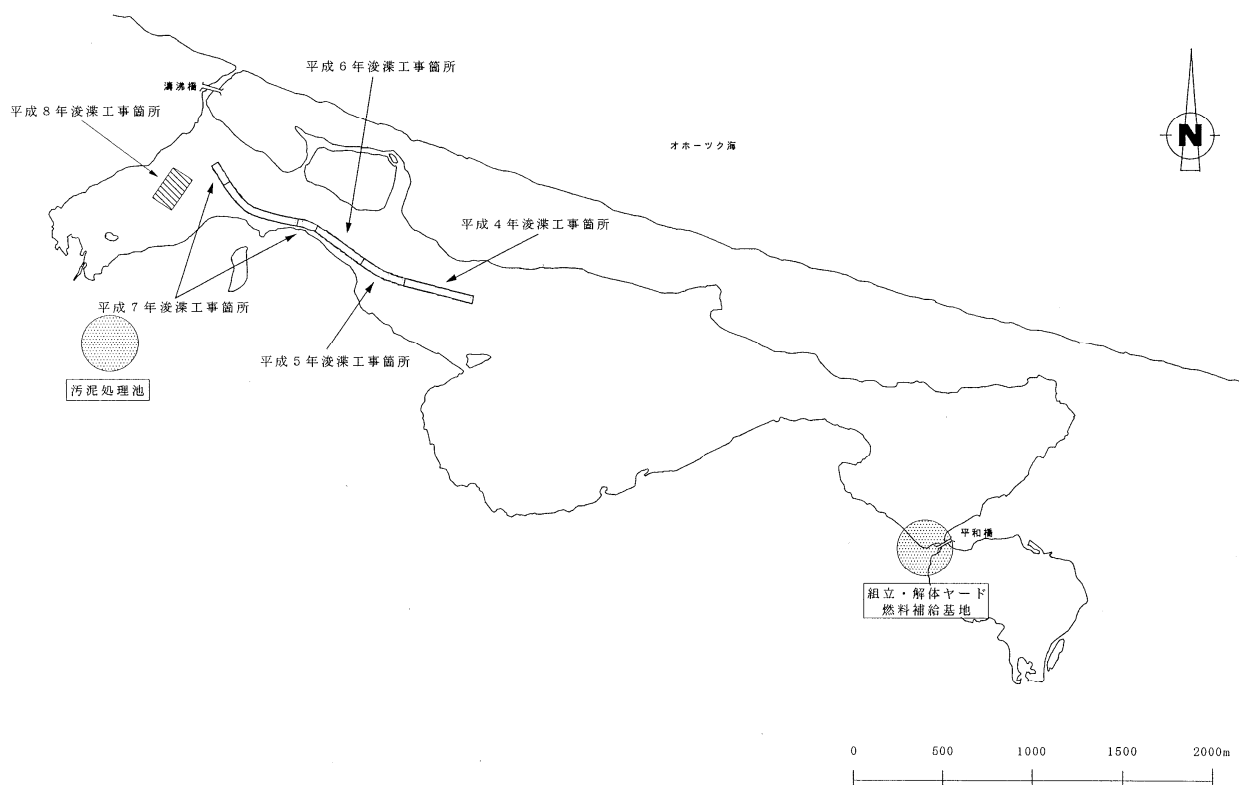 平成６年浚渫工事箇所
濤沸橋
平成８年浚渫工事箇所
オホーツク海
N
平成４年浚渫工事箇所
平成７年浚渫工事箇所
平成５年浚渫工事箇所
汚泥処理池
平和橋
組立・解体ヤード
燃料補給基地
0 500 1000 1500 2000m